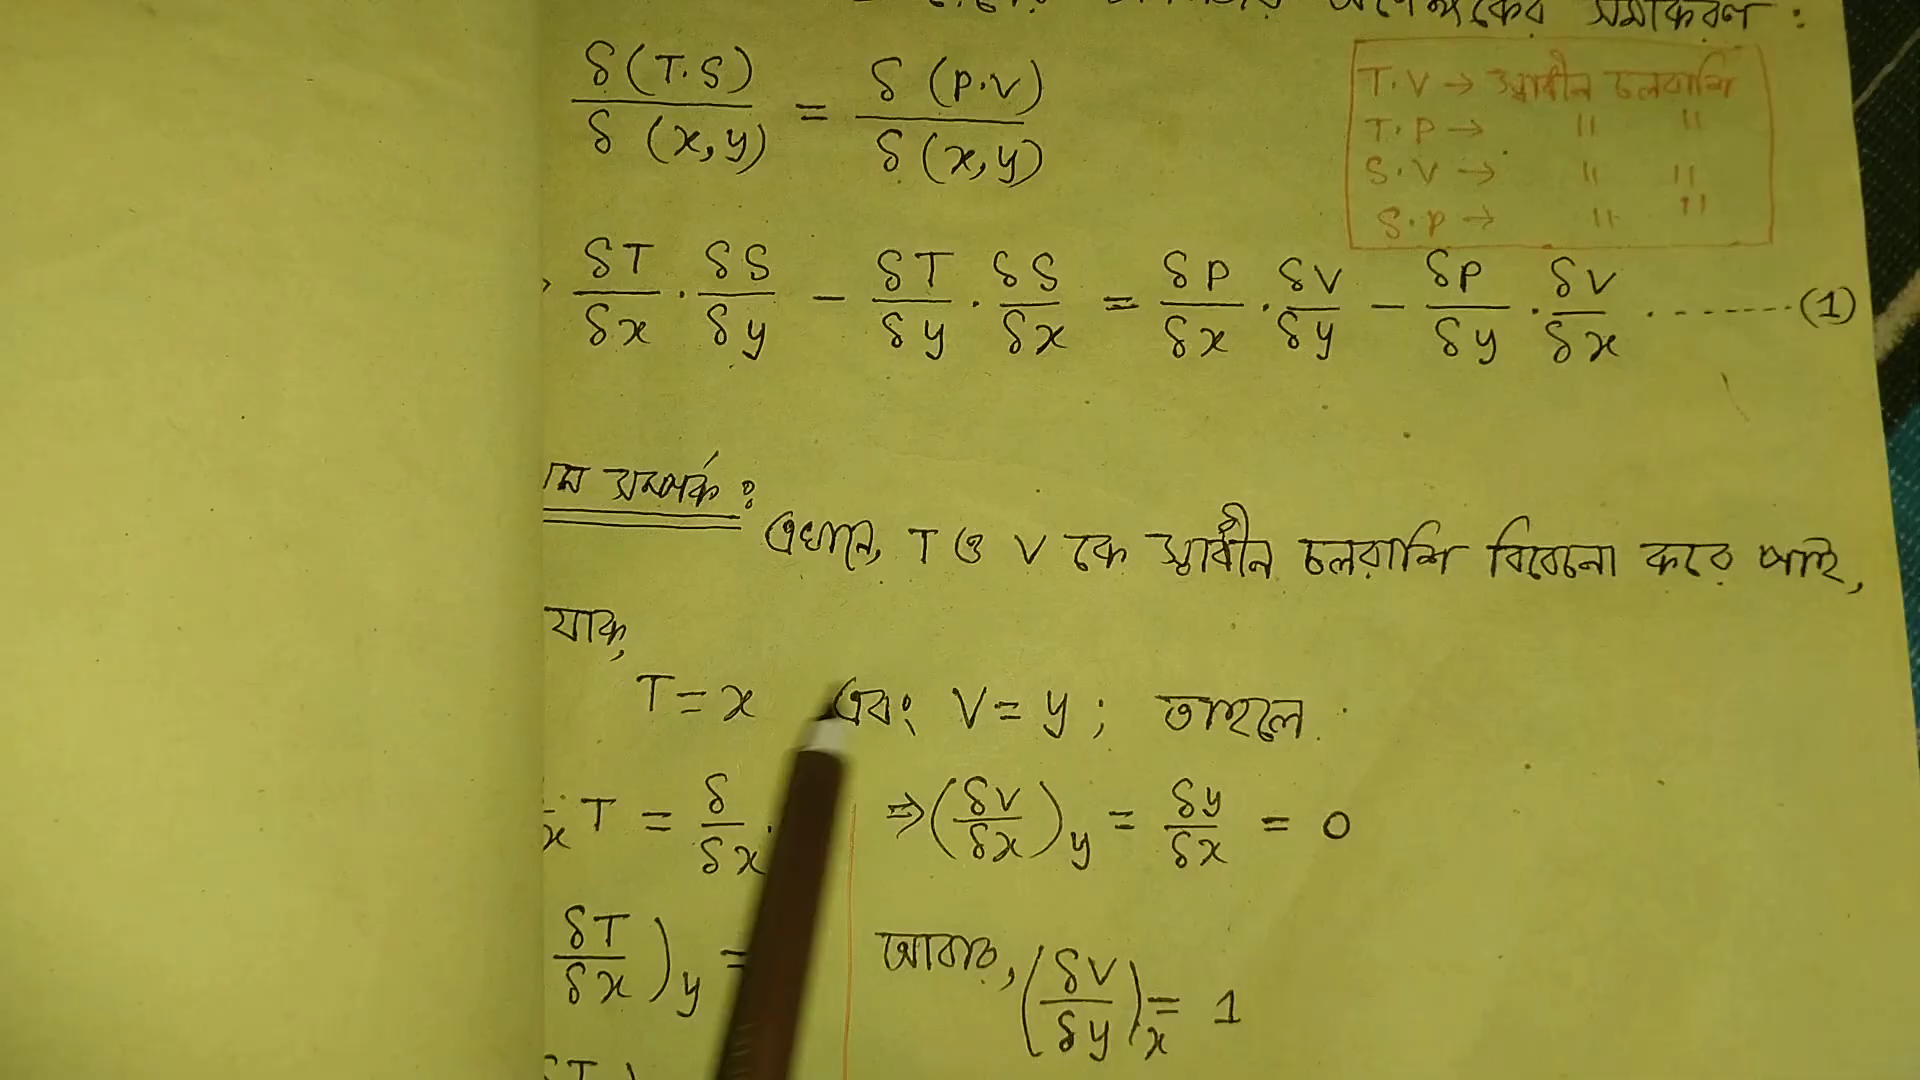 সমীকরণ :
δ(T.S)/δ(x,y) = δ(P.V)/δ(x,y)
T.V → স্বাধীন চলরাশি
T.P → " "
S.V → " "
S.P → " "
δT/δx . δS/δy − δT/δy . δS/δx = δP/δx . δV/δy − δP/δy . δV/δx ........(1)
সম্পর্ক :
এখানে, T ও V কে স্বাধীন চলরাশি বিবেচনা করে পাই,
যাক,
T = x এবং V = y ; তাহলে
T = δ/δx
⇒ (δV/δx)y = δy/δx = 0
δT/δx)y =
আবার, (δV/δy)x = 1